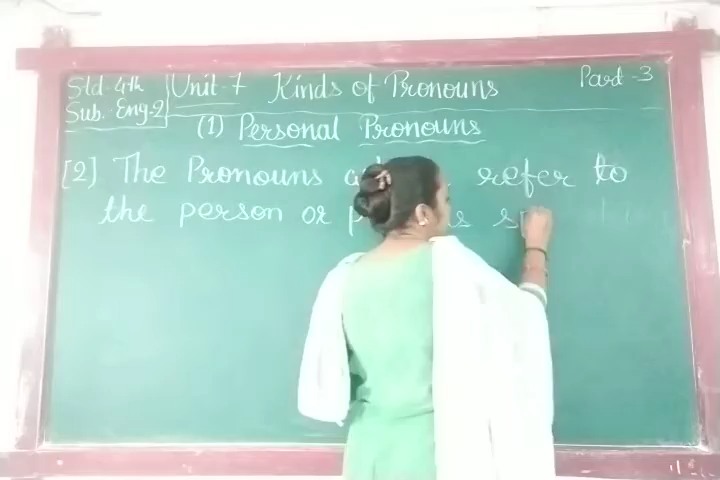 Std-4th Unit-7 Kinds of Pronouns Part-3
Sub. Eng-2
(1) Personal Pronouns
[2] The Pronouns refer to
the person or